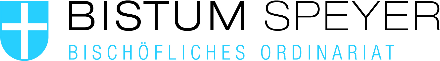 BISTUM SPEYER
BISCHÖFLICHES ORDINARIAT